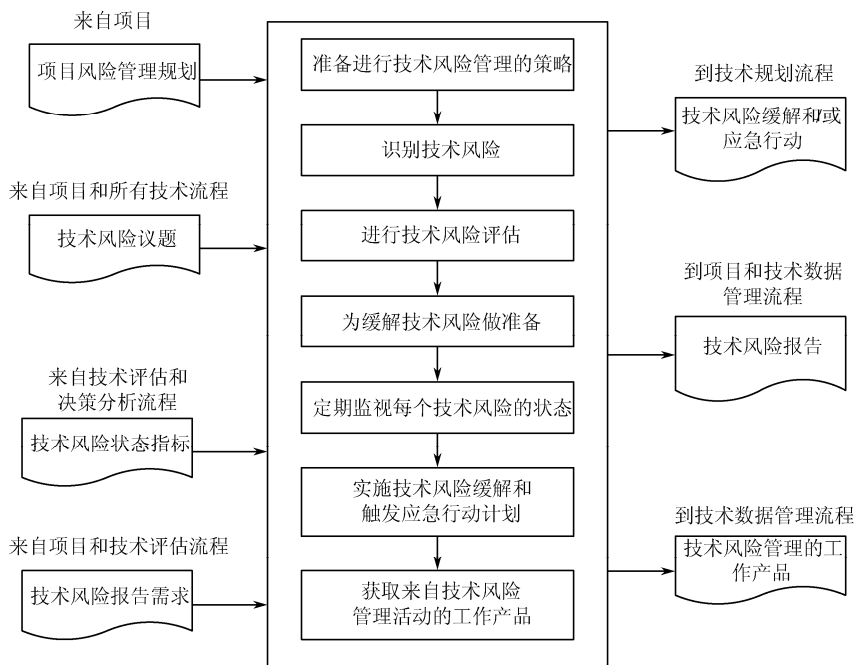 来自项目
项目风险管理规划
来自项目和所有技术流程
技术风险议题
来自技术评估和
决策分析流程
技术风险状态指标
来自项目和技术评估流程
技术风险报告需求
准备进行技术风险管理的策略
识别技术风险
进行技术风险评估
为缓解技术风险做准备
定期监视每个技术风险的状态
实施技术风险缓解和
触发应急行动计划
获取来自技术风险
管理活动的工作产品
到技术规划流程
技术风险缓解和/或
应急行动
到项目和技术数据
管理流程
技术风险报告
到技术数据管理流程
技术风险管理的工
作产品